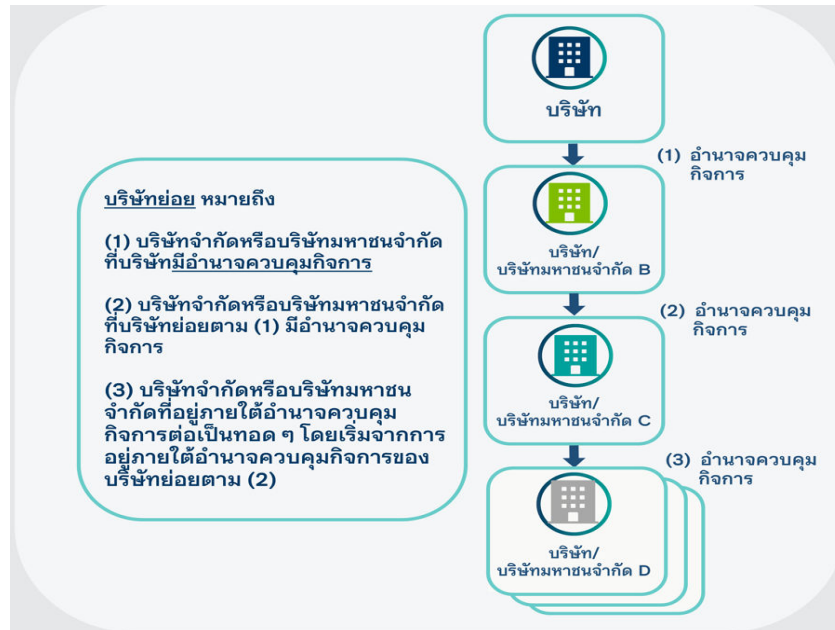 บริษัทย่อย หมายถึง
(1) บริษัทจำกัดหรือบริษัทมหาชนจำกัด
ที่บริษัทมีอำนาจควบคุมกิจการ
(2) บริษัทจำกัดหรือบริษัทมหาชนจำกัด
ที่บริษัทย่อยตาม (1) มีอำนาจควบคุม
กิจการ
(3) บริษัทจำกัดหรือบริษัทมหาชน
จำกัดที่อยู่ภายใต้อำนาจควบคุม
กิจการต่อเป็นทอด ๆ โดยเริ่มจากการ
อยู่ภายใต้อำนาจควบคุมกิจการของ
บริษัทย่อยตาม (2)
บริษัท
(1) อำนาจควบคุม
กิจการ
บริษัท/
บริษัทมหาชนจำกัด B
(2) อำนาจควบคุม
กิจการ
บริษัท/
บริษัทมหาชนจำกัด C
(3) อำนาจควบคุม
กิจการ
บริษัท/
บริษัทมหาชนจำกัด D